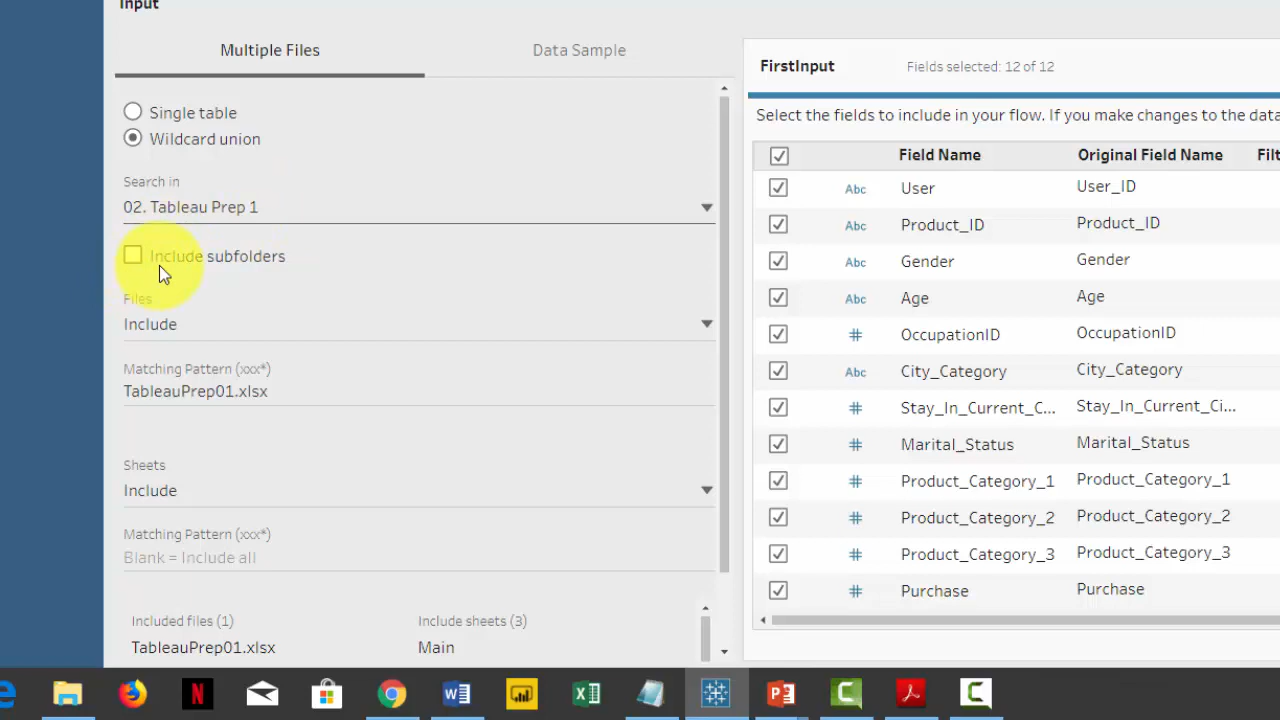 Input
Multiple Files
Data Sample
Single table
Wildcard union
Search in
02. Tableau Prep 1
Include subfolders
Files
Include
Matching Pattern (xxx*)
TableauPrep01.xlsx
Sheets
Include
Matching Pattern (xxx*)
Blank = Include all
Included files (1) Include sheets (3)
TableauPrep01.xlsx Main
FirstInput Fields selected: 12 of 12
Select the fields to include in your flow. If you make changes to the data
Field Name Original Field Name Filt
Abc User User_ID
Abc Product_ID Product_ID
Abc Gender Gender
Abc Age Age
# OccupationID OccupationID
Abc City_Category City_Category
# Stay_In_Current_C... Stay_In_Current_Ci...
# Marital_Status Marital_Status
# Product_Category_1 Product_Category_1
# Product_Category_2 Product_Category_2
# Product_Category_3 Product_Category_3
# Purchase Purchase